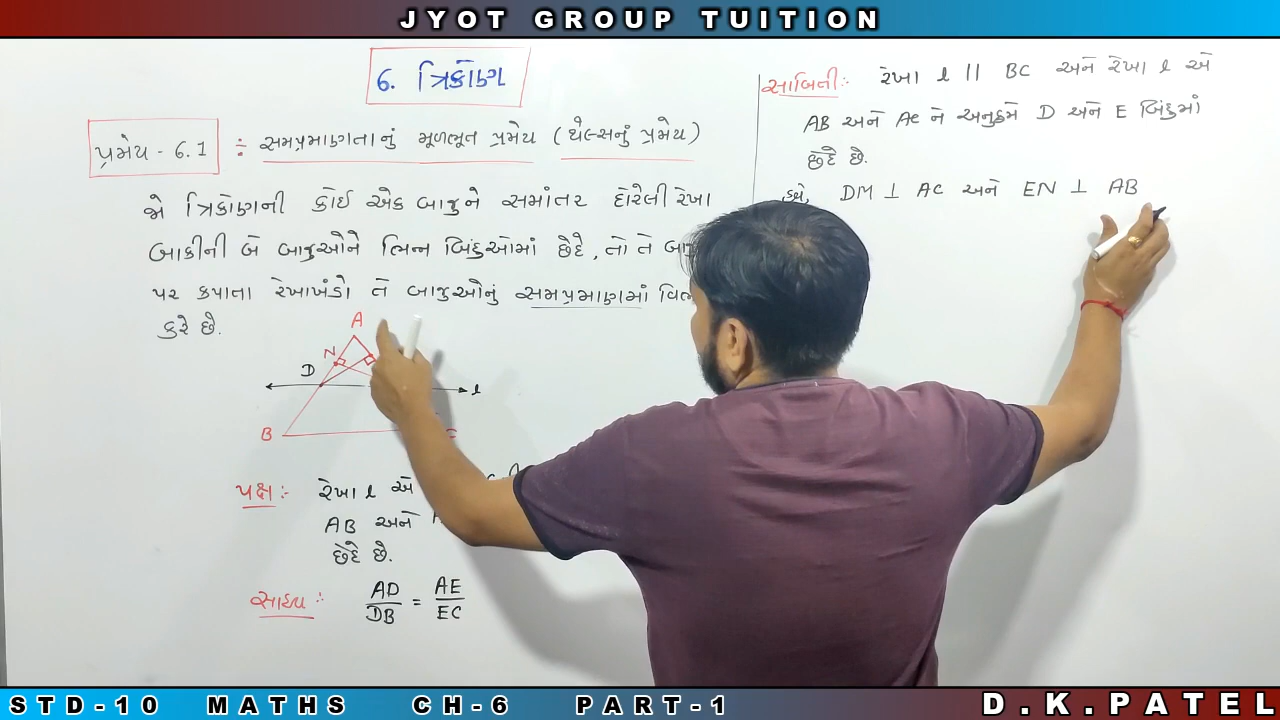 JYOT GROUP TUITION
6. ત્રિકોણ
પ્રમેય - 6.1 ÷ સમપ્રમાણતાનું મૂળભૂત પ્રમેય (થેલ્સનું પ્રમેય)
જો ત્રિકોણની કોઈ એક બાજુને સમાંતર દોરેલી રેખા
બાકીની બે બાજુઓને ભિન્ન બિંદુઓમાં છેદે, તો તે
પર કપાતા રેખાખંડો તે બાજુઓનું સમપ્રમાણમાં
કરે છે.
A
N
D
l
B
C
પક્ષ :- રેખા l એ
AB અને
છેદે છે.
સાધ્ય : AD/DB = AE/EC
સાબિતી :- રેખા l || BC અને રેખા l એ
AB અને AC ને અનુક્રમે D અને E બિંદુમાં
છેદે છે.
હવે, DM ⊥ AC અને EN ⊥ AB
STD-10 MATHS CH-6 PART-1
D.K.PATEL